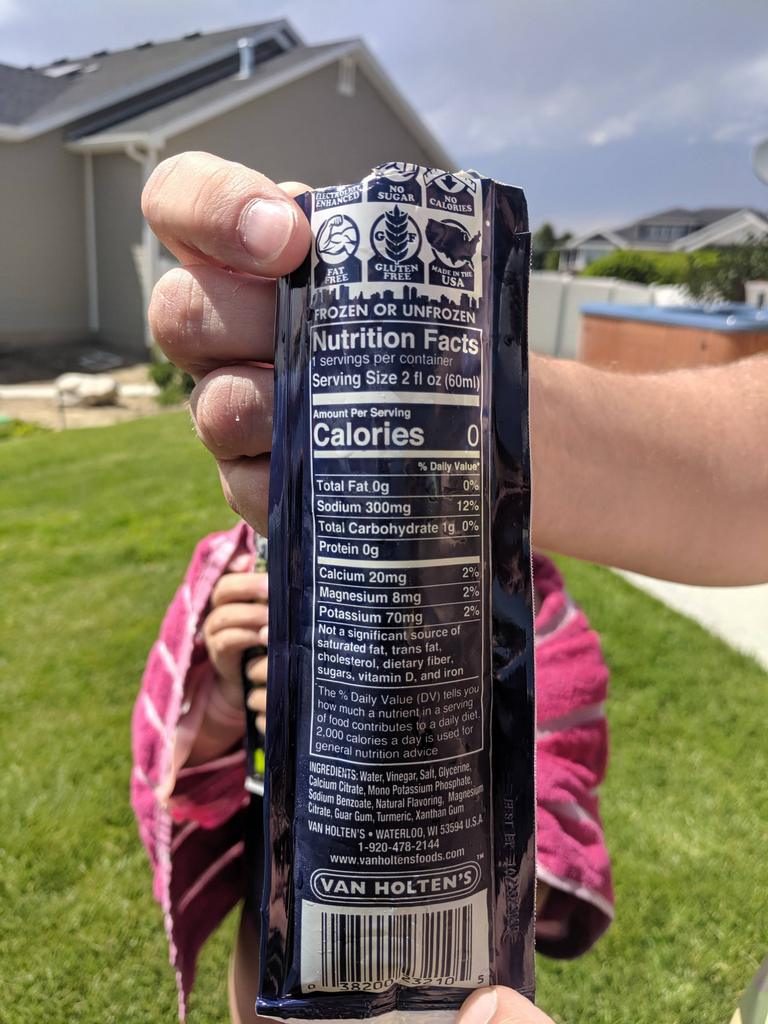 ELECTROLYTE ENHANCED
NO SUGAR
NO CALORIES
FAT FREE
G F
GLUTEN FREE
MADE IN THE USA
FROZEN OR UNFROZEN
Nutrition Facts
1 servings per container
Serving Size 2 fl oz (60ml)
Amount Per Serving
Calories 0
% Daily Value*
Total Fat 0g 0%
Sodium 300mg 12%
Total Carbohydrate 1g 0%
Protein 0g
Calcium 20mg 2%
Magnesium 8mg 2%
Potassium 70mg 2%
Not a significant source of
saturated fat, trans fat,
cholesterol, dietary fiber,
sugars, vitamin D, and iron
The % Daily Value (DV) tells you
how much a nutrient in a serving
of food contributes to a daily diet.
2,000 calories a day is used for
general nutrition advice
INGREDIENTS: Water, Vinegar, Salt, Glycerine,
Calcium Citrate, Mono Potassium Phosphate,
Sodium Benzoate, Natural Flavoring, Magnesium
Citrate, Guar Gum, Turmeric, Xanthan Gum
VAN HOLTEN'S • WATERLOO, WI 53594 U.S.A.
1-920-478-2144
www.vanholtensfoods.com
VAN HOLTEN'S™
0 38200 23210 5